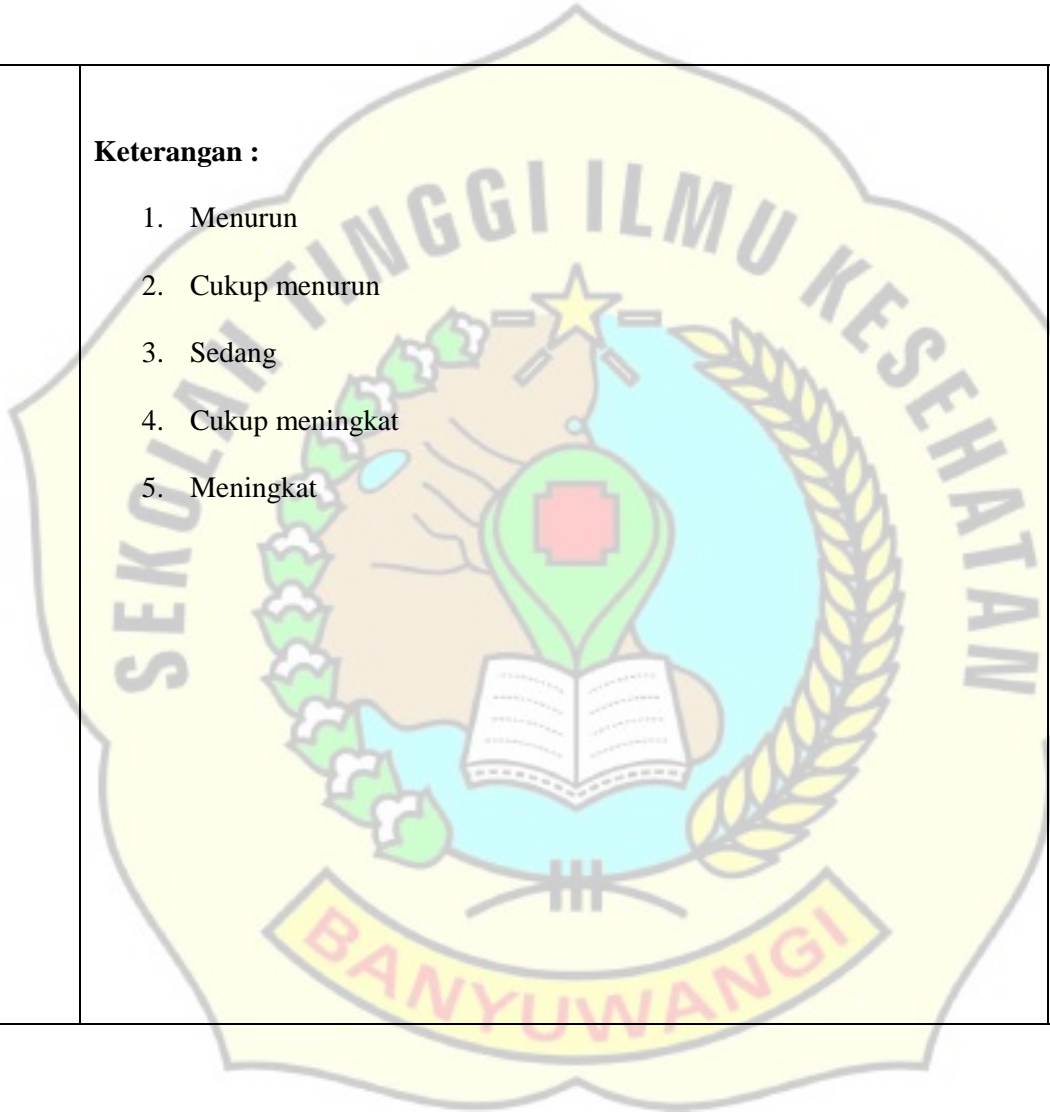 Keterangan :
1. Menurun
2. Cukup menurun
3. Sedang
4. Cukup meningkat
5. Meningkat
SEKOLAH TINGGI ILMU KESEHATAN
BANYUWANGI